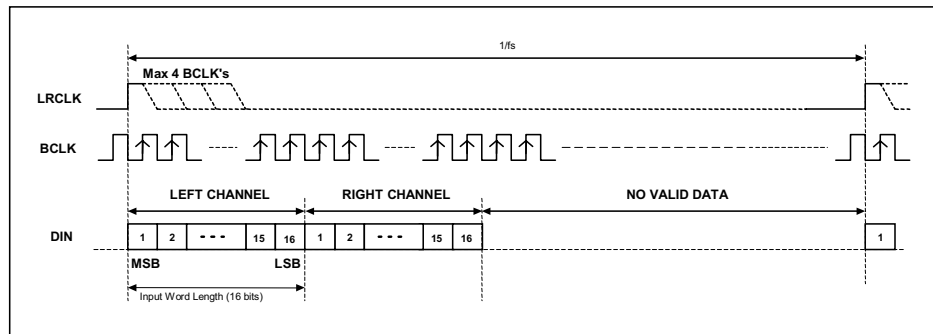 1/fs
Max 4 BCLK's
LRCLK
BCLK
LEFT CHANNEL RIGHT CHANNEL NO VALID DATA
DIN 1 2 15 16 1 2 15 16 1
MSB LSB
Input Word Length (16 bits)